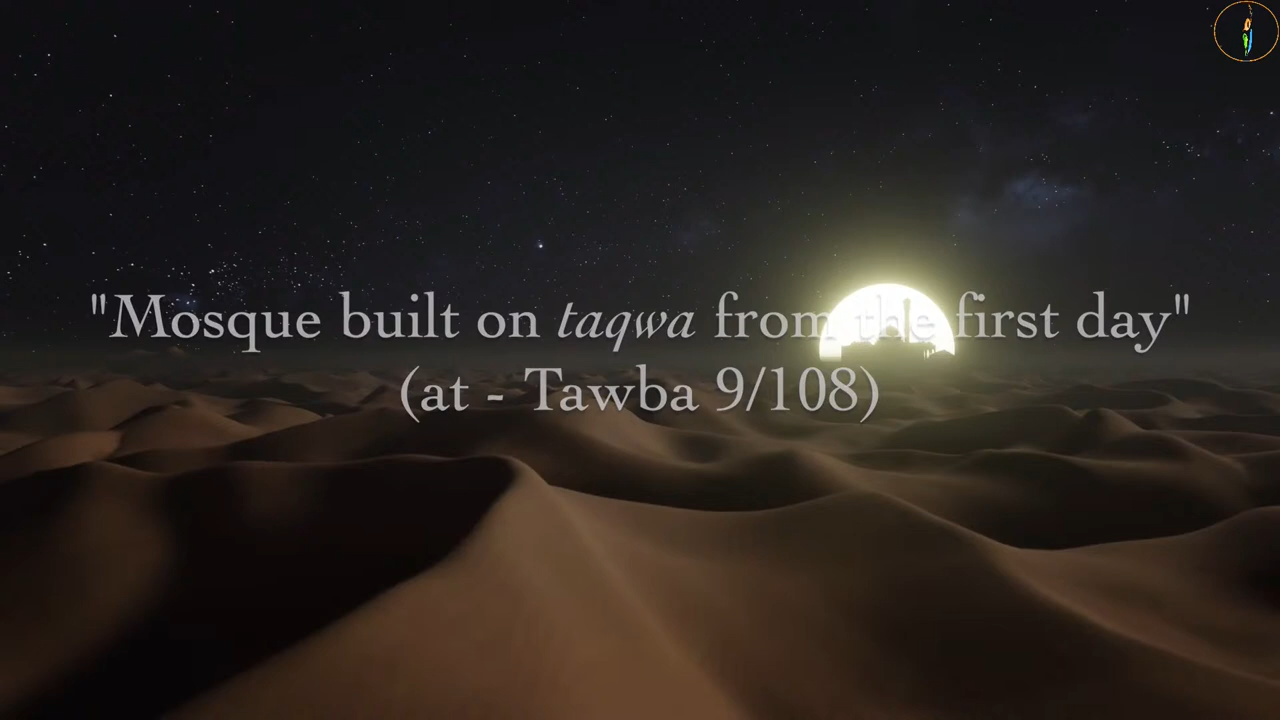 "Mosque built on taqwa from the first day"
(at - Tawba 9/108)